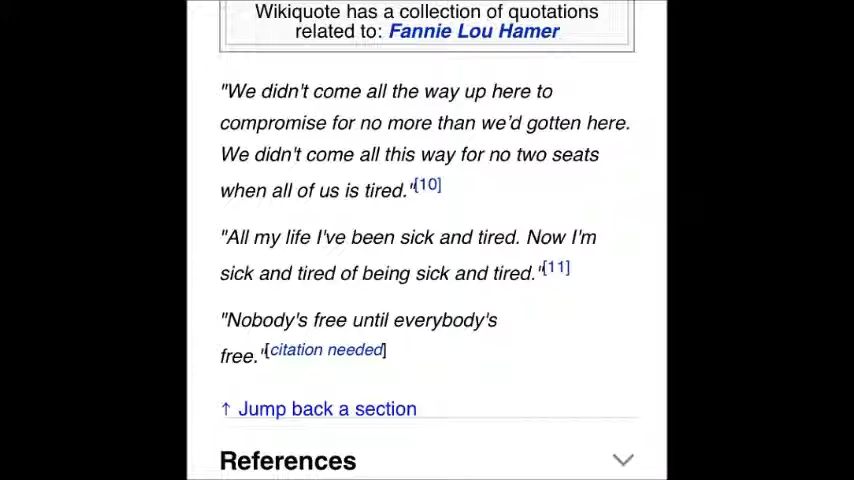 Wikiquote has a collection of quotations
related to: Fannie Lou Hamer
"We didn't come all the way up here to
compromise for no more than we’d gotten here.
We didn't come all this way for no two seats
when all of us is tired."[10]
"All my life I've been sick and tired. Now I'm
sick and tired of being sick and tired."[11]
"Nobody's free until everybody's
free."[citation needed]
↑ Jump back a section
References